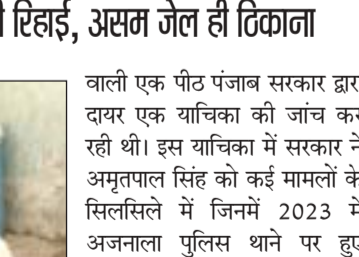 रिहाई, असम जेल ही ठिकाना
वाली एक पीठ पंजाब सरकार द्वार
दायर एक याचिका की जांच कर
रही थी। इस याचिका में सरकार ने
अमृतपाल सिंह को कई मामलों के
सिलसिले में जिनमें 2023 में
अजनाला पुलिस थाने पर हुए